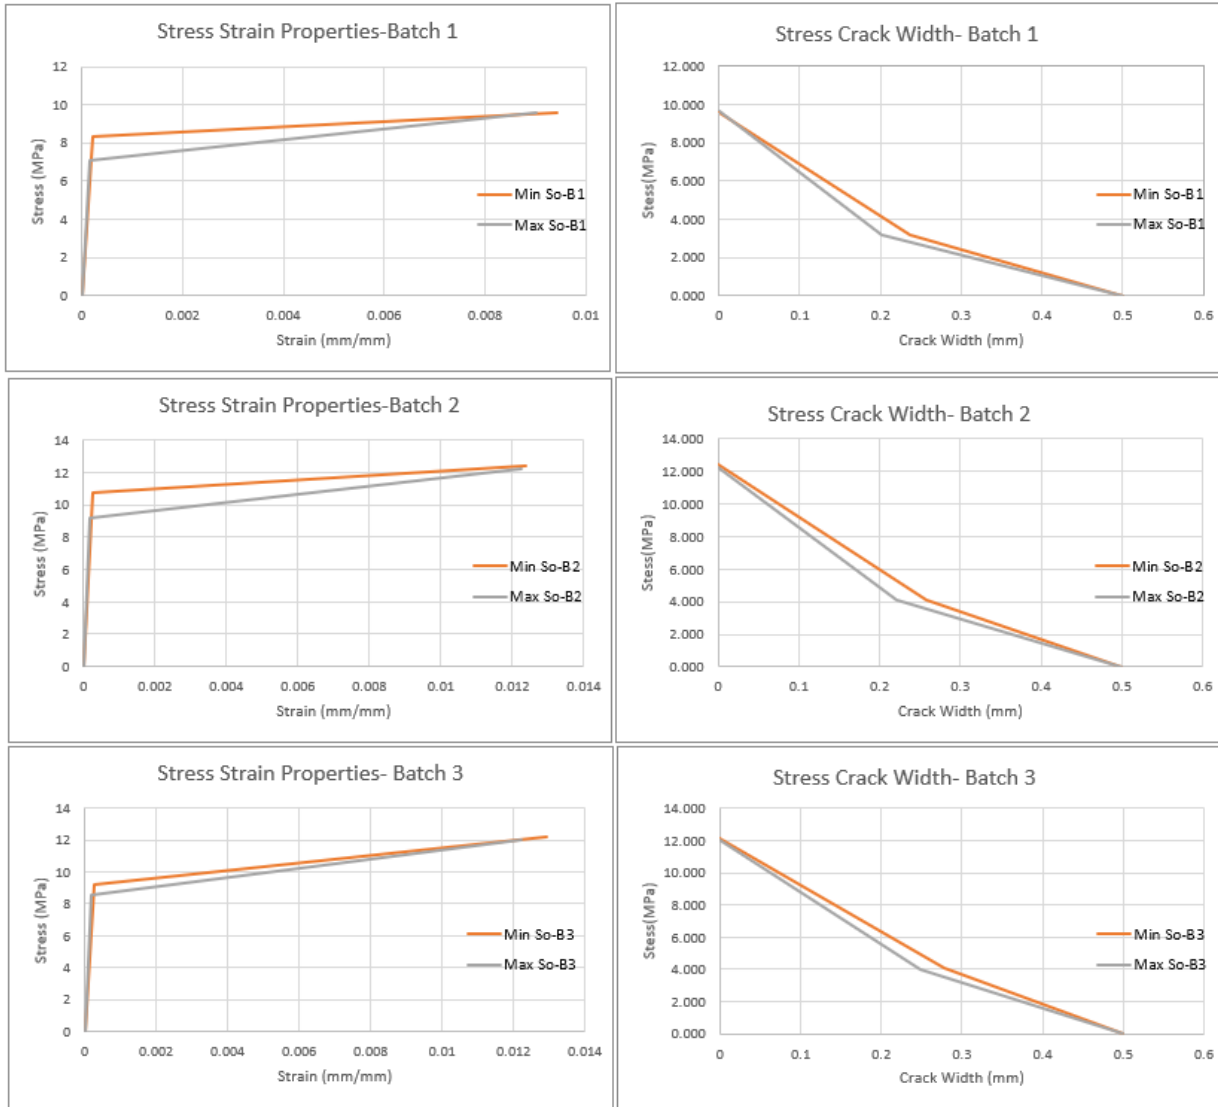 Stress Strain Properties-Batch 1
12
10
8
6
4
2
0
Stress (MPa)
0
0.002
0.004
0.006
0.008
0.01
Strain (mm/mm)
Min So-B1
Max So-B1
Stress Crack Width- Batch 1
12.000
10.000
8.000
6.000
4.000
2.000
0.000
Stess(MPa)
0
0.1
0.2
0.3
0.4
0.5
0.6
Crack Width (mm)
Min So-B1
Max So-B1
Stress Strain Properties-Batch 2
14
12
10
8
6
4
2
0
Stress (MPa)
0
0.002
0.004
0.006
0.008
0.01
0.012
0.014
Strain (mm/mm)
Min So-B2
Max So-B2
Stress Crack Width- Batch 2
14.000
12.000
10.000
8.000
6.000
4.000
2.000
0.000
Stess(MPa)
0
0.1
0.2
0.3
0.4
0.5
0.6
Crack Width (mm)
Min So-B2
Max So-B2
Stress Strain Properties- Batch 3
14
12
10
8
6
4
2
0
Stress (MPa)
0
0.002
0.004
0.006
0.008
0.01
0.012
0.014
Strain (mm/mm)
Min So-B3
Max So-B3
Stress Crack Width- Batch 3
14.000
12.000
10.000
8.000
6.000
4.000
2.000
0.000
Stess(MPa)
0
0.1
0.2
0.3
0.4
0.5
0.6
Crack Width (mm)
Min So-B3
Max So-B3